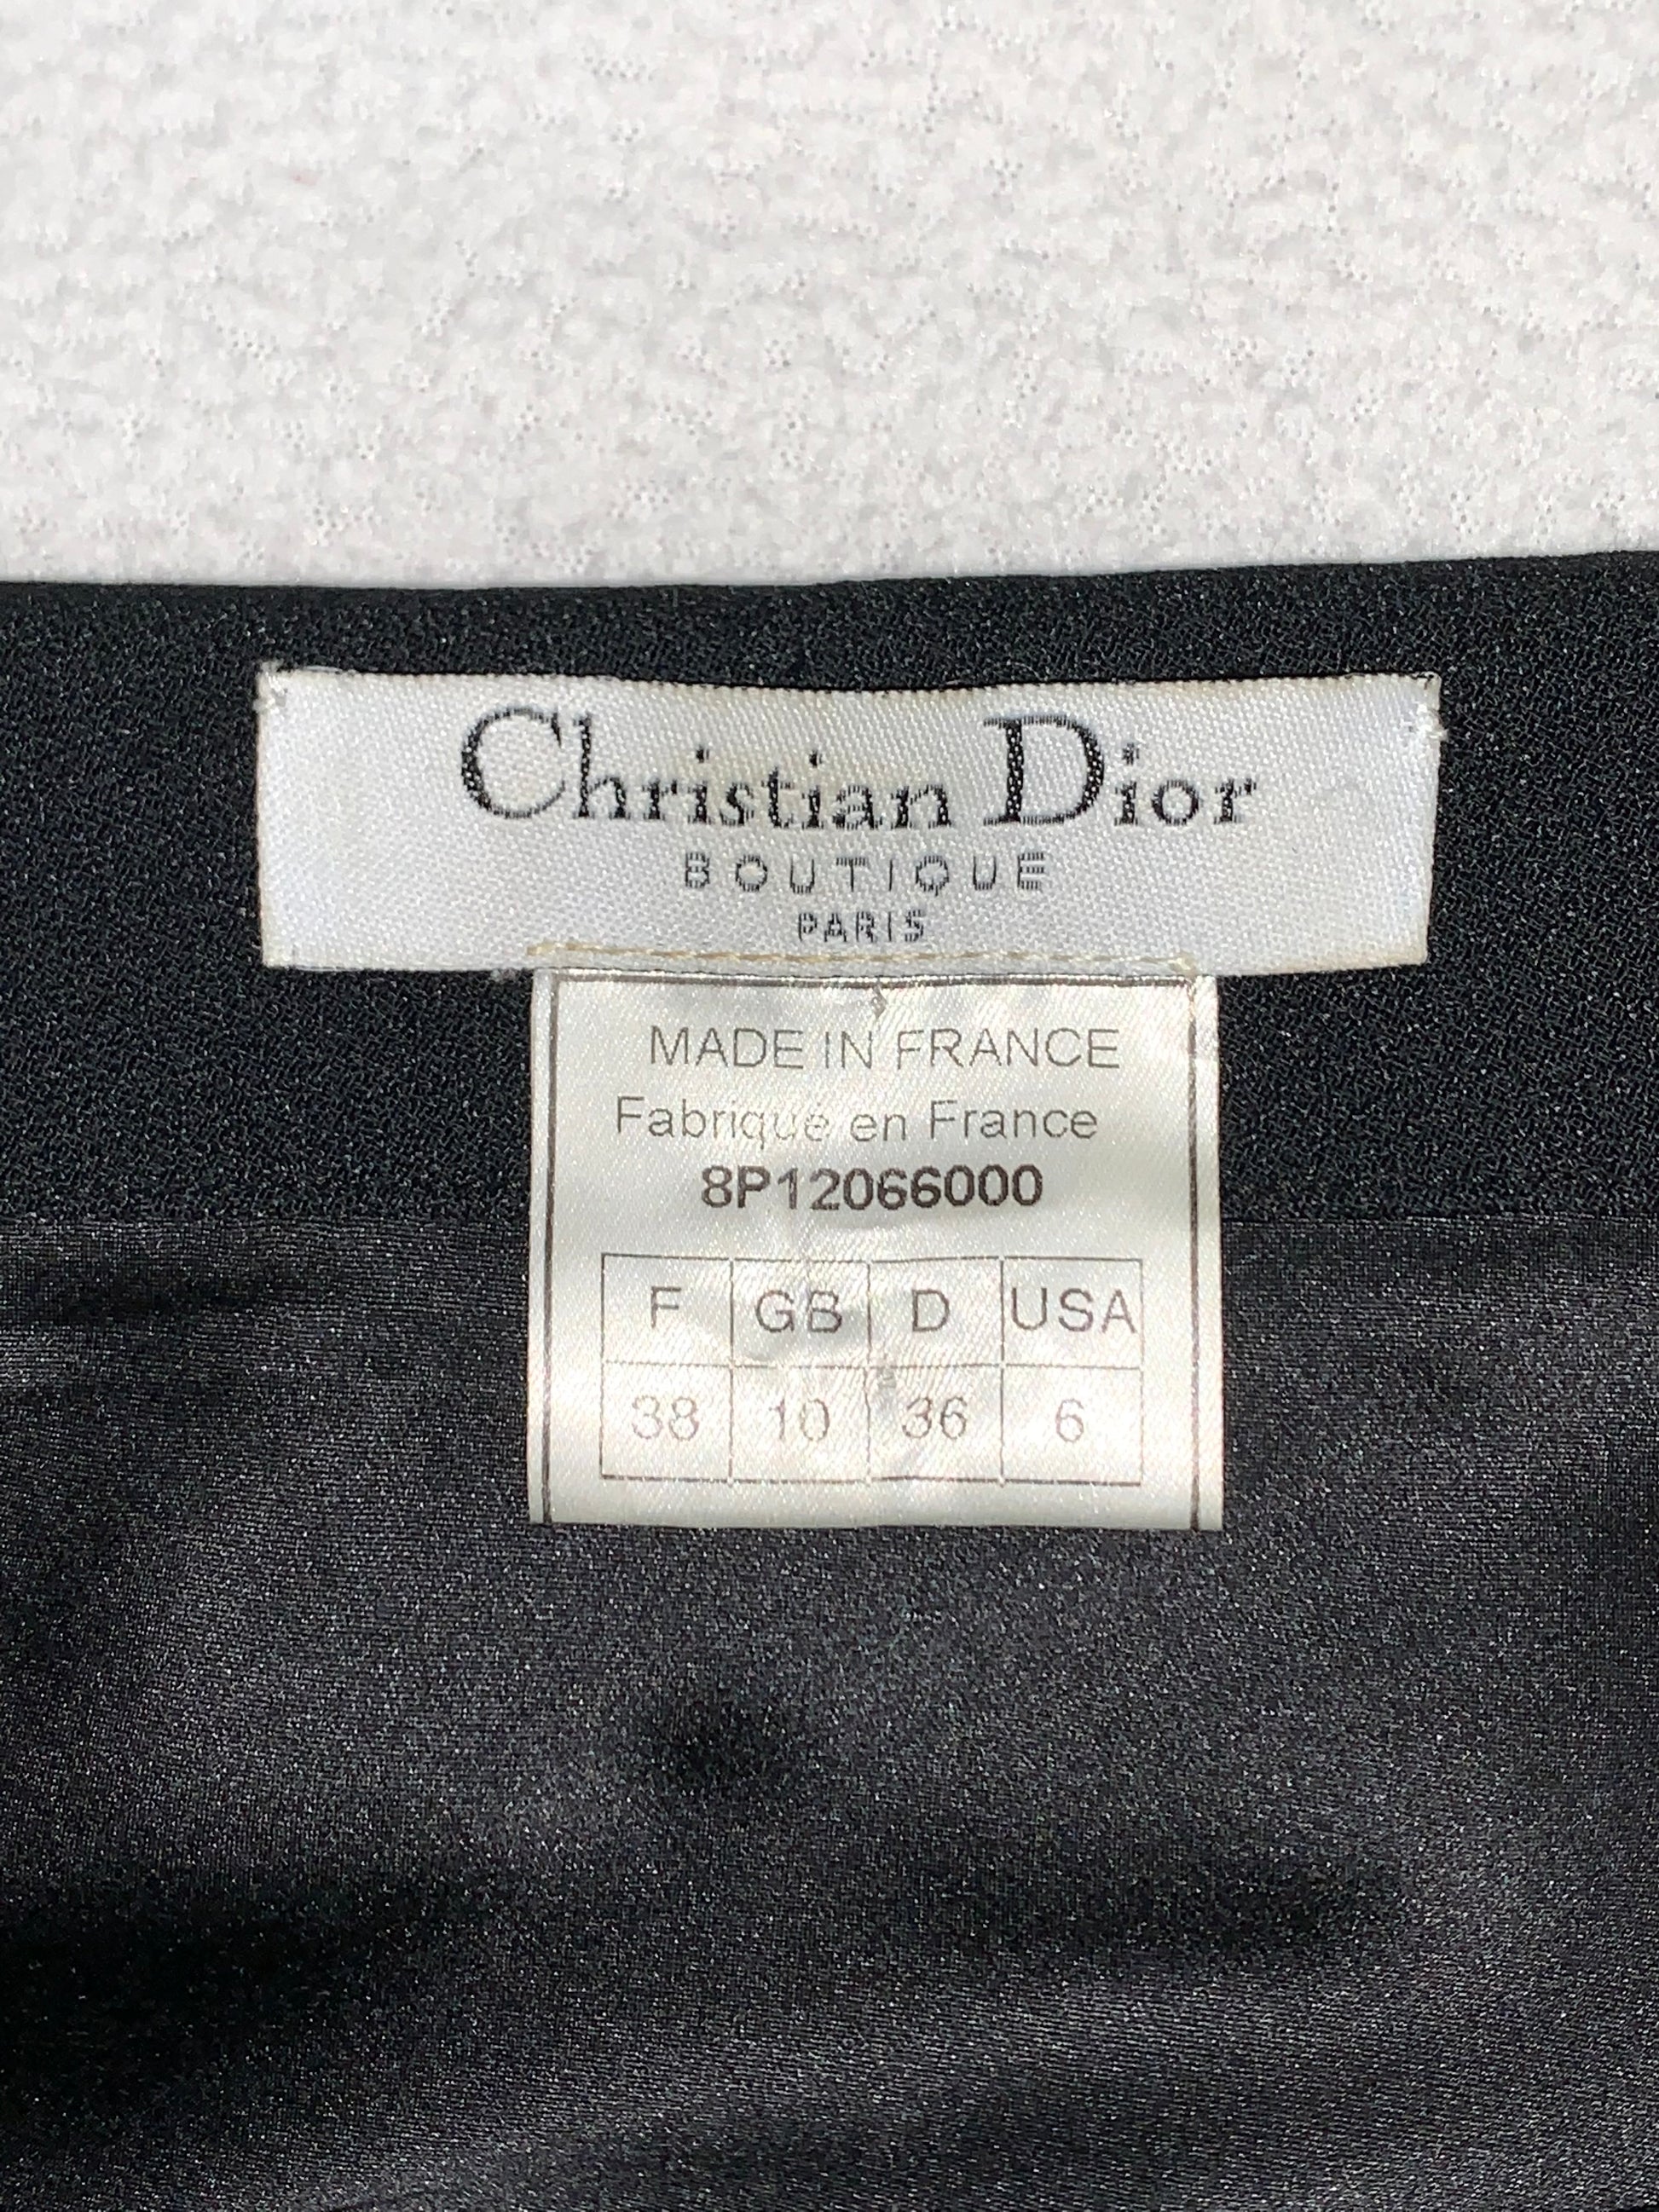 Christian Dior
BOUTIQUE
PARIS
MADE IN FRANCE
Fabriqué en France
8P12066000
F GB D USA
38 10 36 6